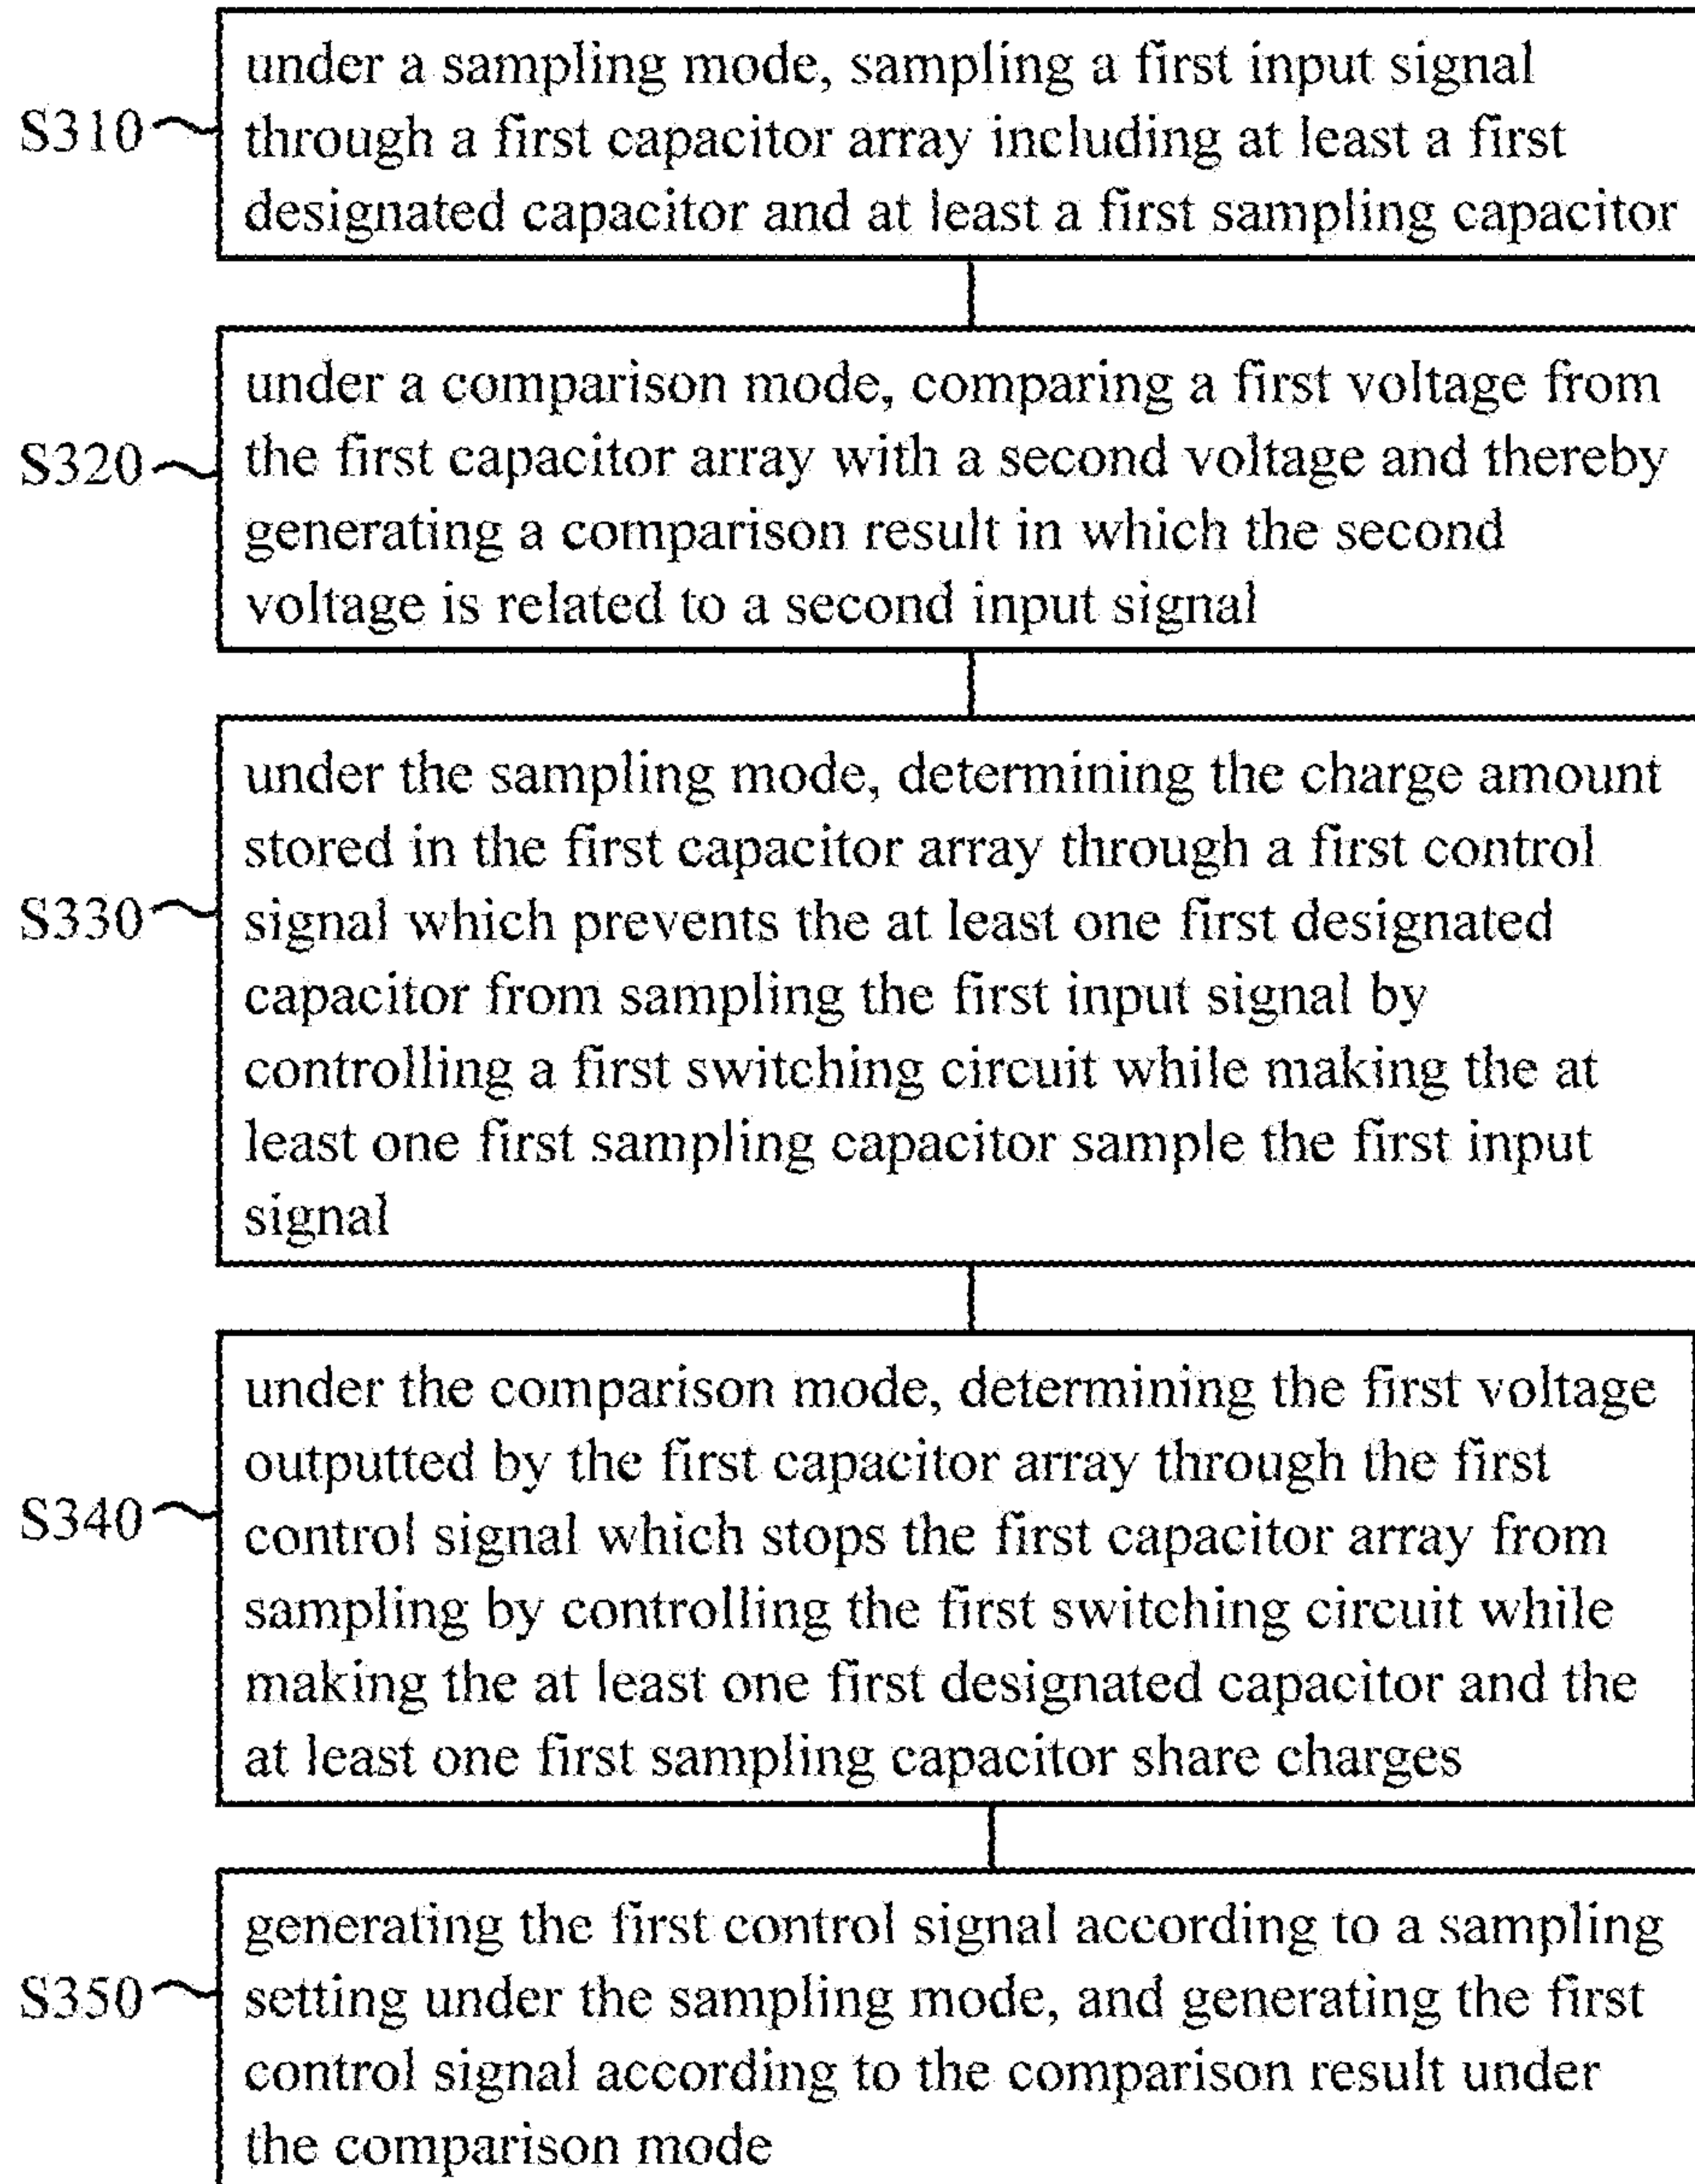 under a sampling mode, sampling a first input signal
S310 through a first capacitor array including at least a first
designated capacitor and at least a first sampling capacitor
under a comparison mode, comparing a first voltage from
S320 the first capacitor array with a second voltage and thereby
generating a comparison result in which the second
voltage is related to a second input signal
under the sampling mode, determining the charge amount
stored in the first capacitor array through a first control
S330 signal which prevents the at least one first designated
capacitor from sampling the first input signal by
controlling a first switching circuit while making the at
least one first sampling capacitor sample the first input
signal
under the comparison mode, determining the first voltage
outputted by the first capacitor array through the first
S340 control signal which stops the first capacitor array from
sampling by controlling the first switching circuit while
making the at least one first designated capacitor and the
at least one first sampling capacitor share charges
generating the first control signal according to a sampling
S350 setting under the sampling mode, and generating the first
control signal according to the comparison result under
the comparison mode